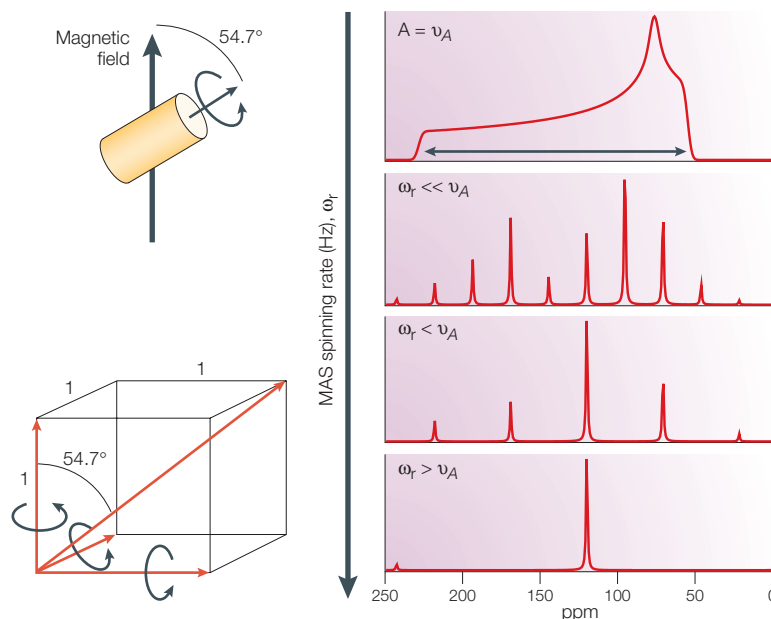 Magnetic
field
54.7°
1
1
1
54.7°
MAS spinning rate (Hz), ωr
A = υA
ωr << υA
ωr < υA
ωr > υA
250 200 150 100 50 0
ppm